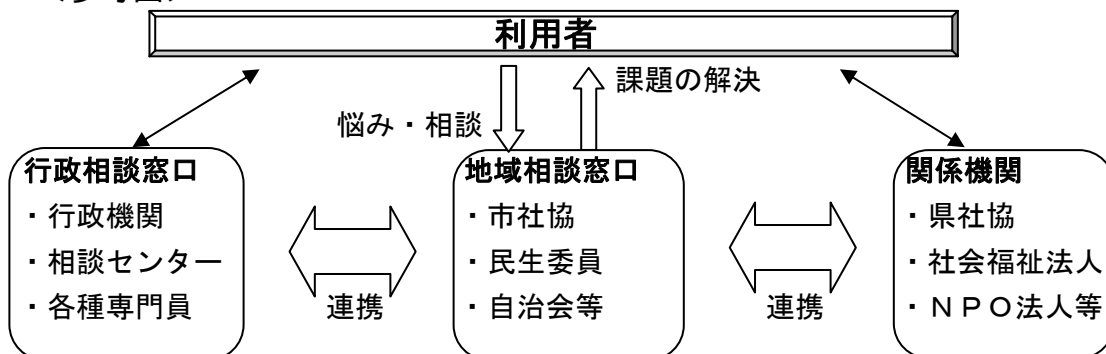 利用者
課題の解決
悩み・相談
行政相談窓口
・行政機関
・相談センター
・各種専門員
連携
地域相談窓口
・市社協
・民生委員
・自治会等
連携
関係機関
・県社協
・社会福祉法人
・ＮＰＯ法人等